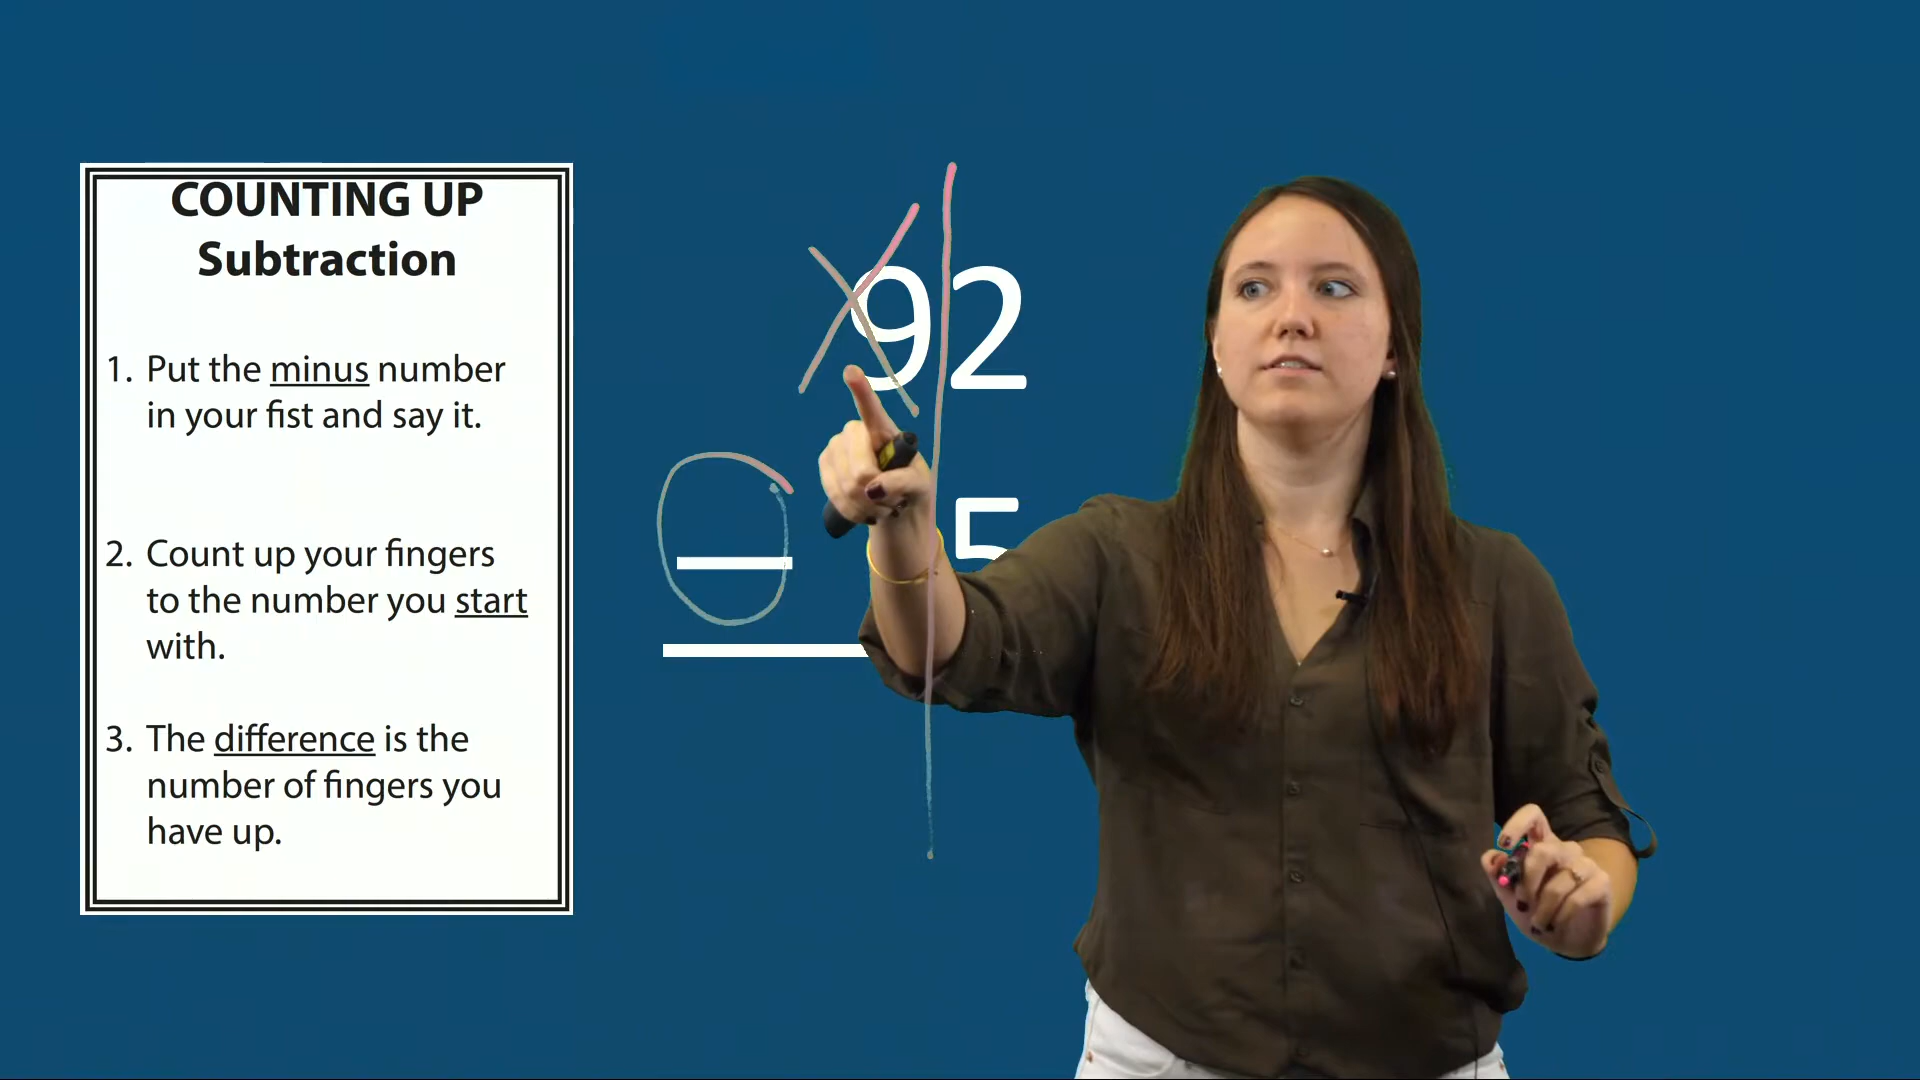 COUNTING UP
Subtraction
1. Put the minus number
in your fist and say it.
2. Count up your fingers
to the number you start
with.
3. The difference is the
number of fingers you
have up.
92
− 5